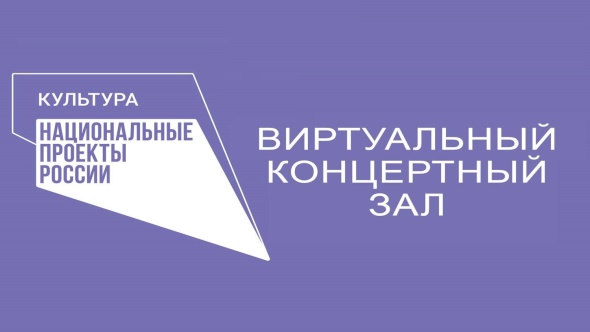 КУЛЬТУРА
НАЦИОНАЛЬНЫЕ
ПРОЕКТЫ
РОССИИ
ВИРТУАЛЬНЫЙ
КОНЦЕРТНЫЙ
ЗАЛ